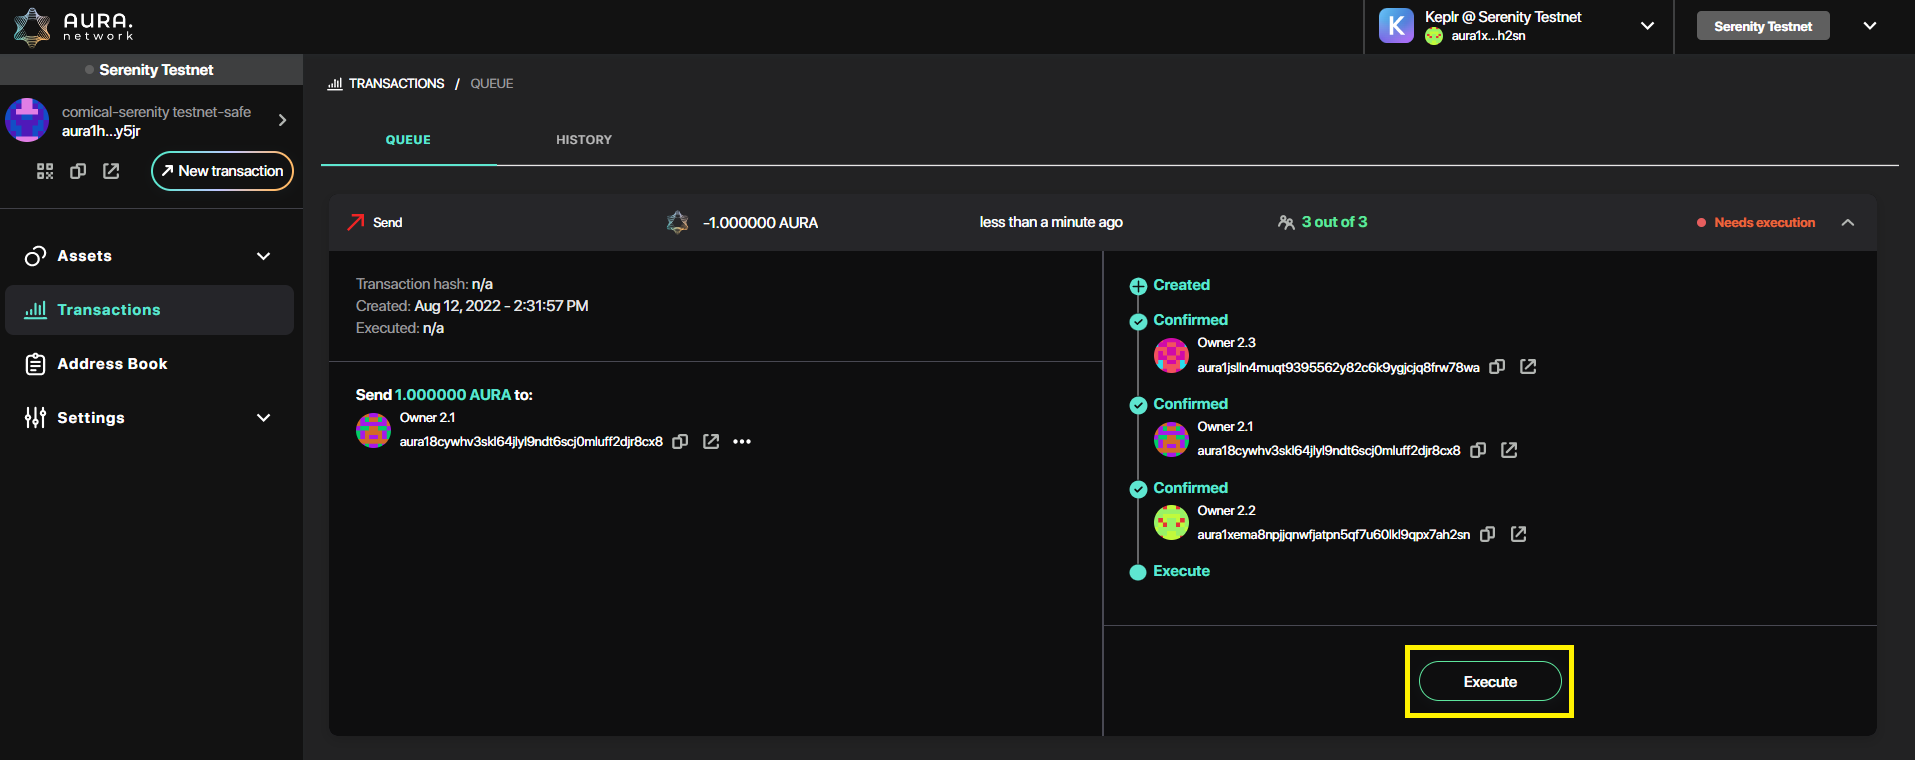 AURA.
network
Keplr @ Serenity Testnet
aura1x...h2sn
Serenity Testnet
Serenity Testnet
comical-serenity testnet-safe
aura1h...y5jr
New transaction
Assets
Transactions
Address Book
Settings
TRANSACTIONS / QUEUE
QUEUE
HISTORY
Send
-1.000000 AURA
less than a minute ago
3 out of 3
Needs execution
Transaction hash: n/a
Created: Aug 12, 2022 - 2:31:57 PM
Executed: n/a
Send 1.000000 AURA to:
Owner 2.1
aura18cywhv3skl64jlyl9ndt6scj0mluff2djr8cx8
Created
Confirmed
Owner 2.3
aura1jslln4muqt9395562y82c6k9ygjcjq8frw78wa
Confirmed
Owner 2.1
aura18cywhv3skl64jlyl9ndt6scj0mluff2djr8cx8
Confirmed
Owner 2.2
aura1xema8npjjqnwfjatpn5qf7u60lkl9qpx7ah2sn
Execute
Execute